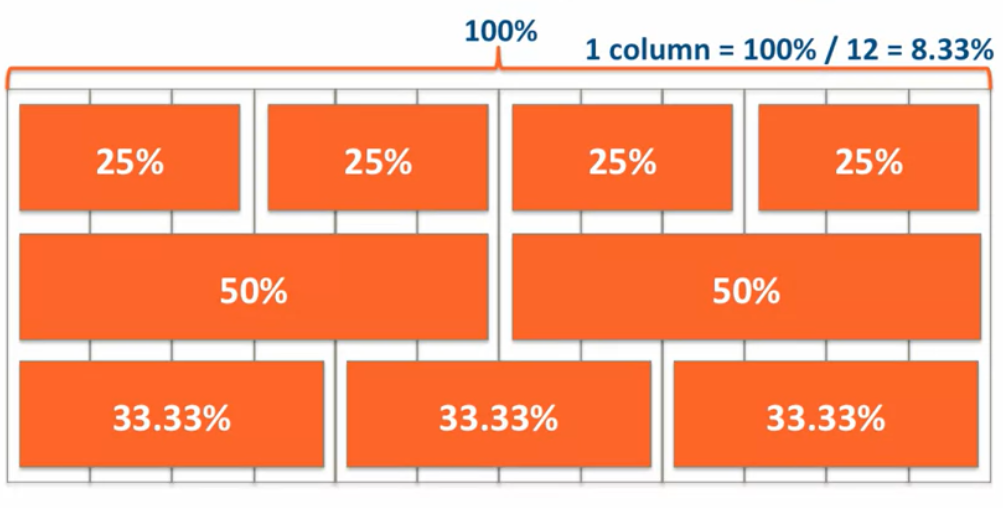 100%
1 column = 100% / 12 = 8.33%
25% 25% 25% 25%
50% 50%
33.33% 33.33% 33.33%